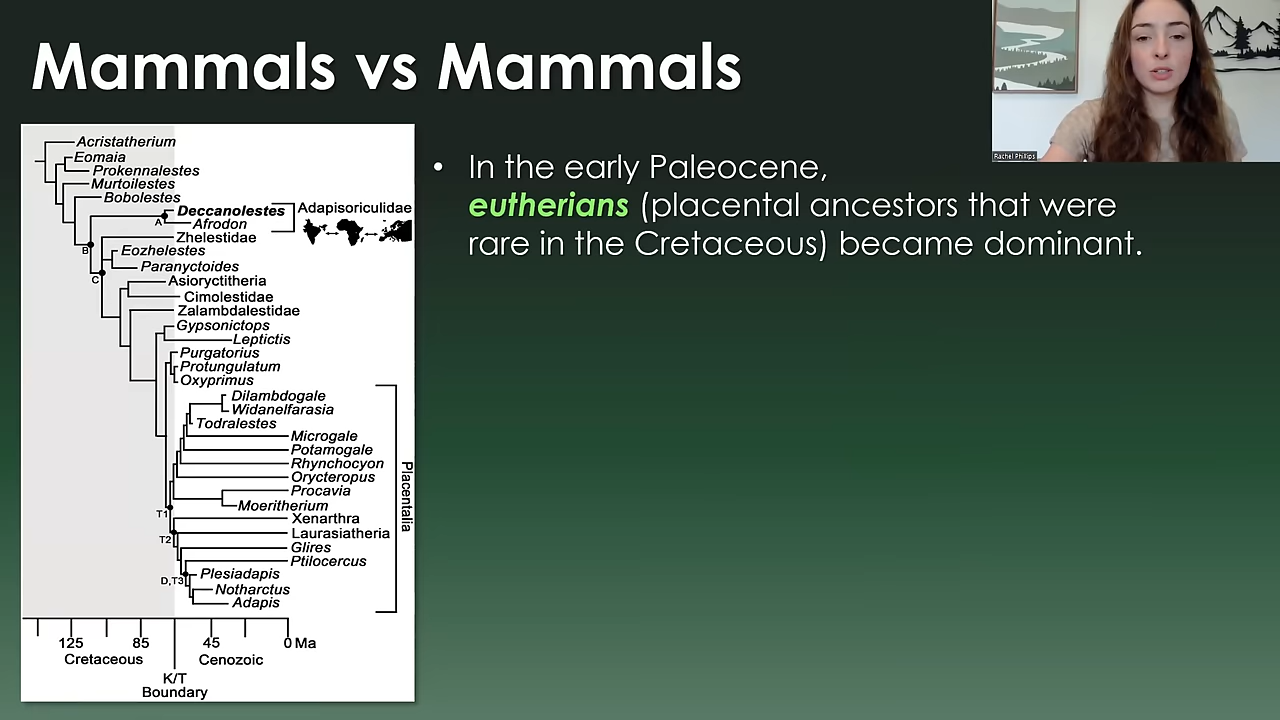 Mammals vs Mammals
Rachel Phillips
• In the early Paleocene,
eutherians (placental ancestors that were
rare in the Cretaceous) became dominant.
Acristatherium
Eomaia
Prokennalestes
Murtoilestes
Bobolestes
Deccanolestes
Afrodon
Adapisoriculidae
A
Zhelestidae
B
Eozhelestes
Paranyctoides
C
Asioryctitheria
Cimolestidae
Zalambdalestidae
Gypsonictops
Leptictis
Purgatorius
Protungulatum
Oxyprimus
Dilambdogale
Widanelfarasia
Todralestes
Microgale
Potamogale
Rhynchocyon
Orycteropus
Procavia
Moeritherium
T1
Xenarthra
Laurasiatheria
T2
Glires
Ptilocercus
Plesiadapis
D,T3
Notharctus
Adapis
Placentalia
125 85 45 0 Ma
Cretaceous Cenozoic
K/T
Boundary